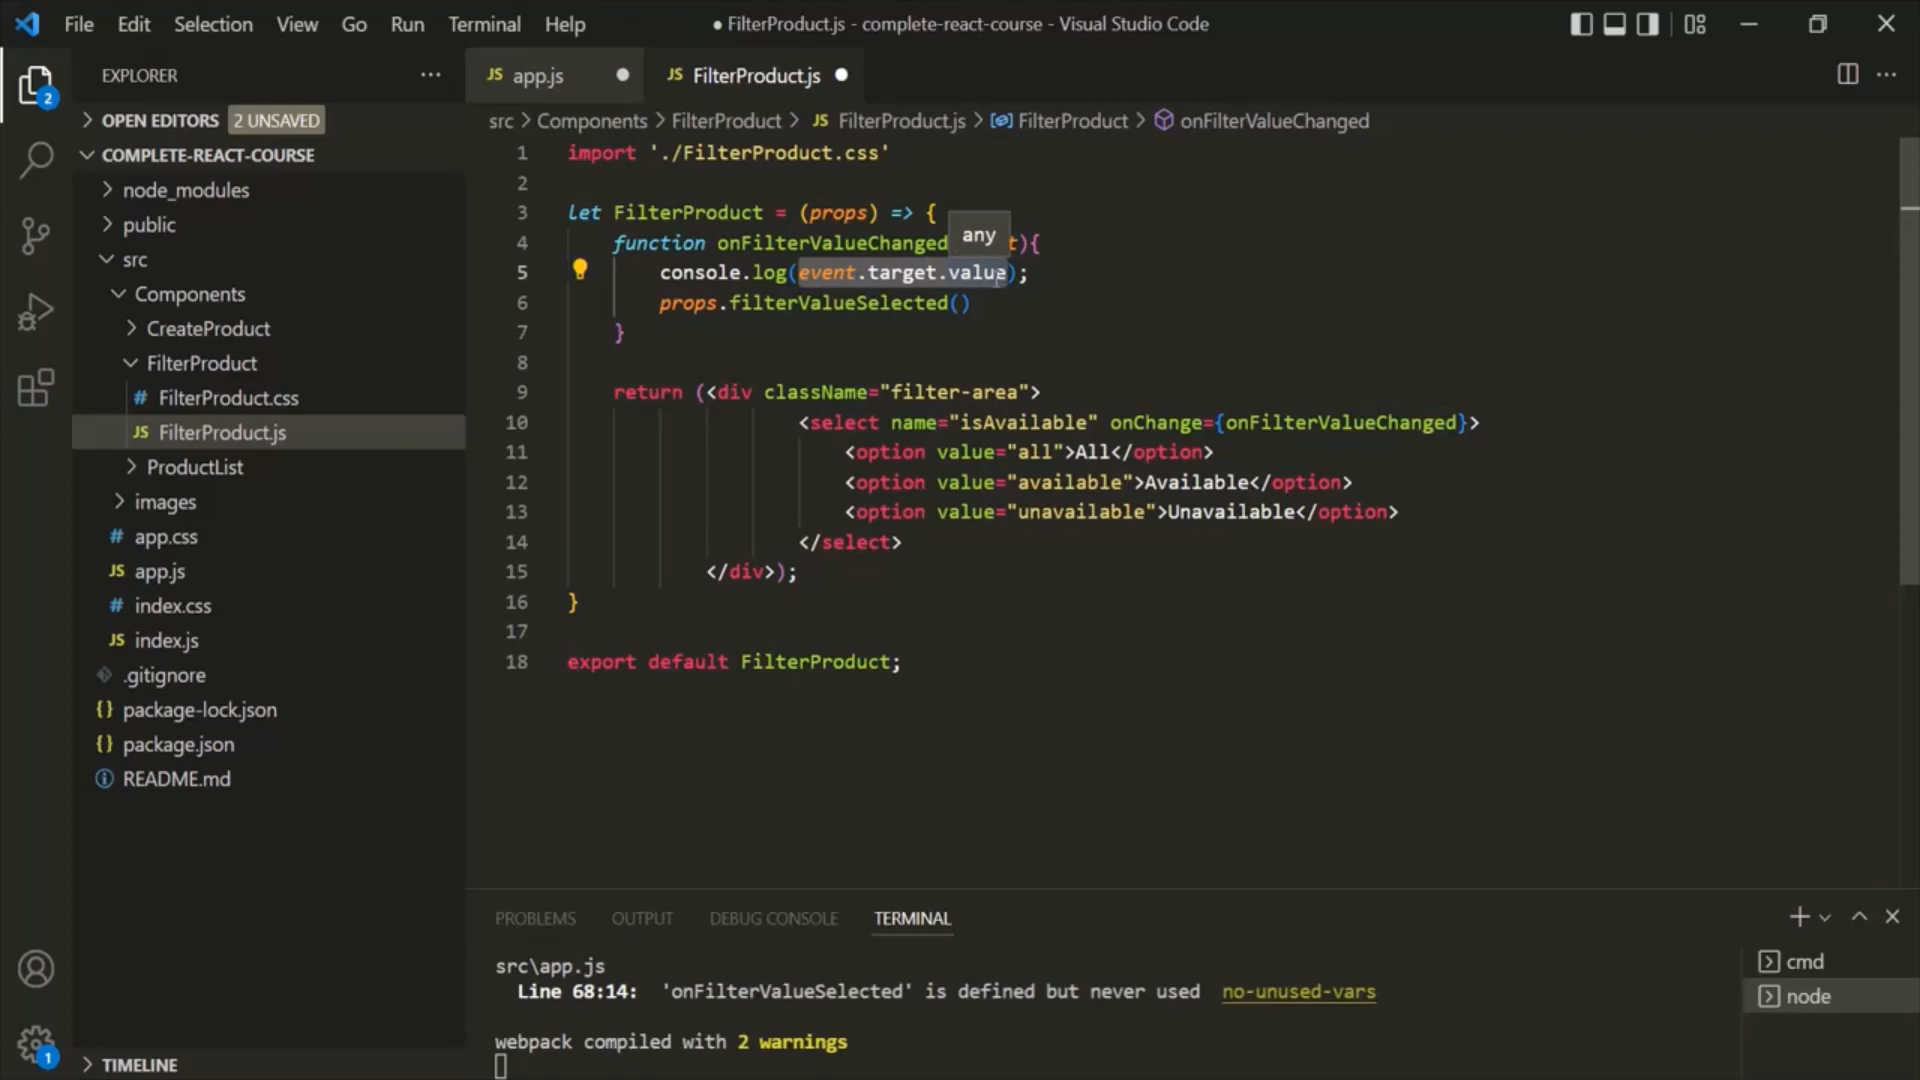 File Edit Selection View Go Run Terminal Help
● FilterProduct.js - complete-react-course - Visual Studio Code
EXPLORER
JS app.js
JS FilterProduct.js
2
OPEN EDITORS 2 UNSAVED
COMPLETE-REACT-COURSE
node_modules
public
src
Components
CreateProduct
FilterProduct
# FilterProduct.css
JS FilterProduct.js
ProductList
images
# app.css
JS app.js
# index.css
JS index.js
.gitignore
{} package-lock.json
{} package.json
README.md
1
TIMELINE
src > Components > FilterProduct > JS FilterProduct.js > FilterProduct > onFilterValueChanged
1 import './FilterProduct.css'
2
3 let FilterProduct = (props) => {
any
4 function onFilterValueChanged t){
5 console.log(event.target.value);
6 props.filterValueSelected()
7 }
8
9 return (<div className="filter-area">
10 <select name="isAvailable" onChange={onFilterValueChanged}>
11 <option value="all">All</option>
12 <option value="available">Available</option>
13 <option value="unavailable">Unavailable</option>
14 </select>
15 </div>);
16 }
17
18 export default FilterProduct;
PROBLEMS OUTPUT DEBUG CONSOLE TERMINAL
src\app.js
Line 68:14: 'onFilterValueSelected' is defined but never used no-unused-vars
webpack compiled with 2 warnings
cmd
node